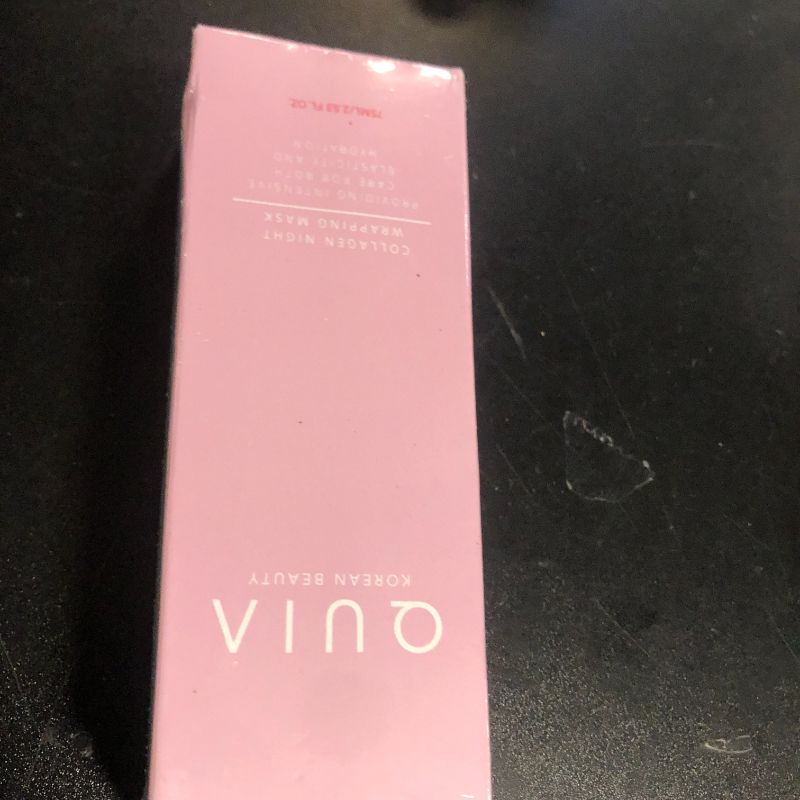 QUIA
KOREAN BEAUTY
COLLAGEN NIGHT
WRAPPING MASK
PROVIDING INTENSIVE
CARE FOR BOTH
ELASTICITY AND
HYDRATION
75ML/2.53 FL.OZ.